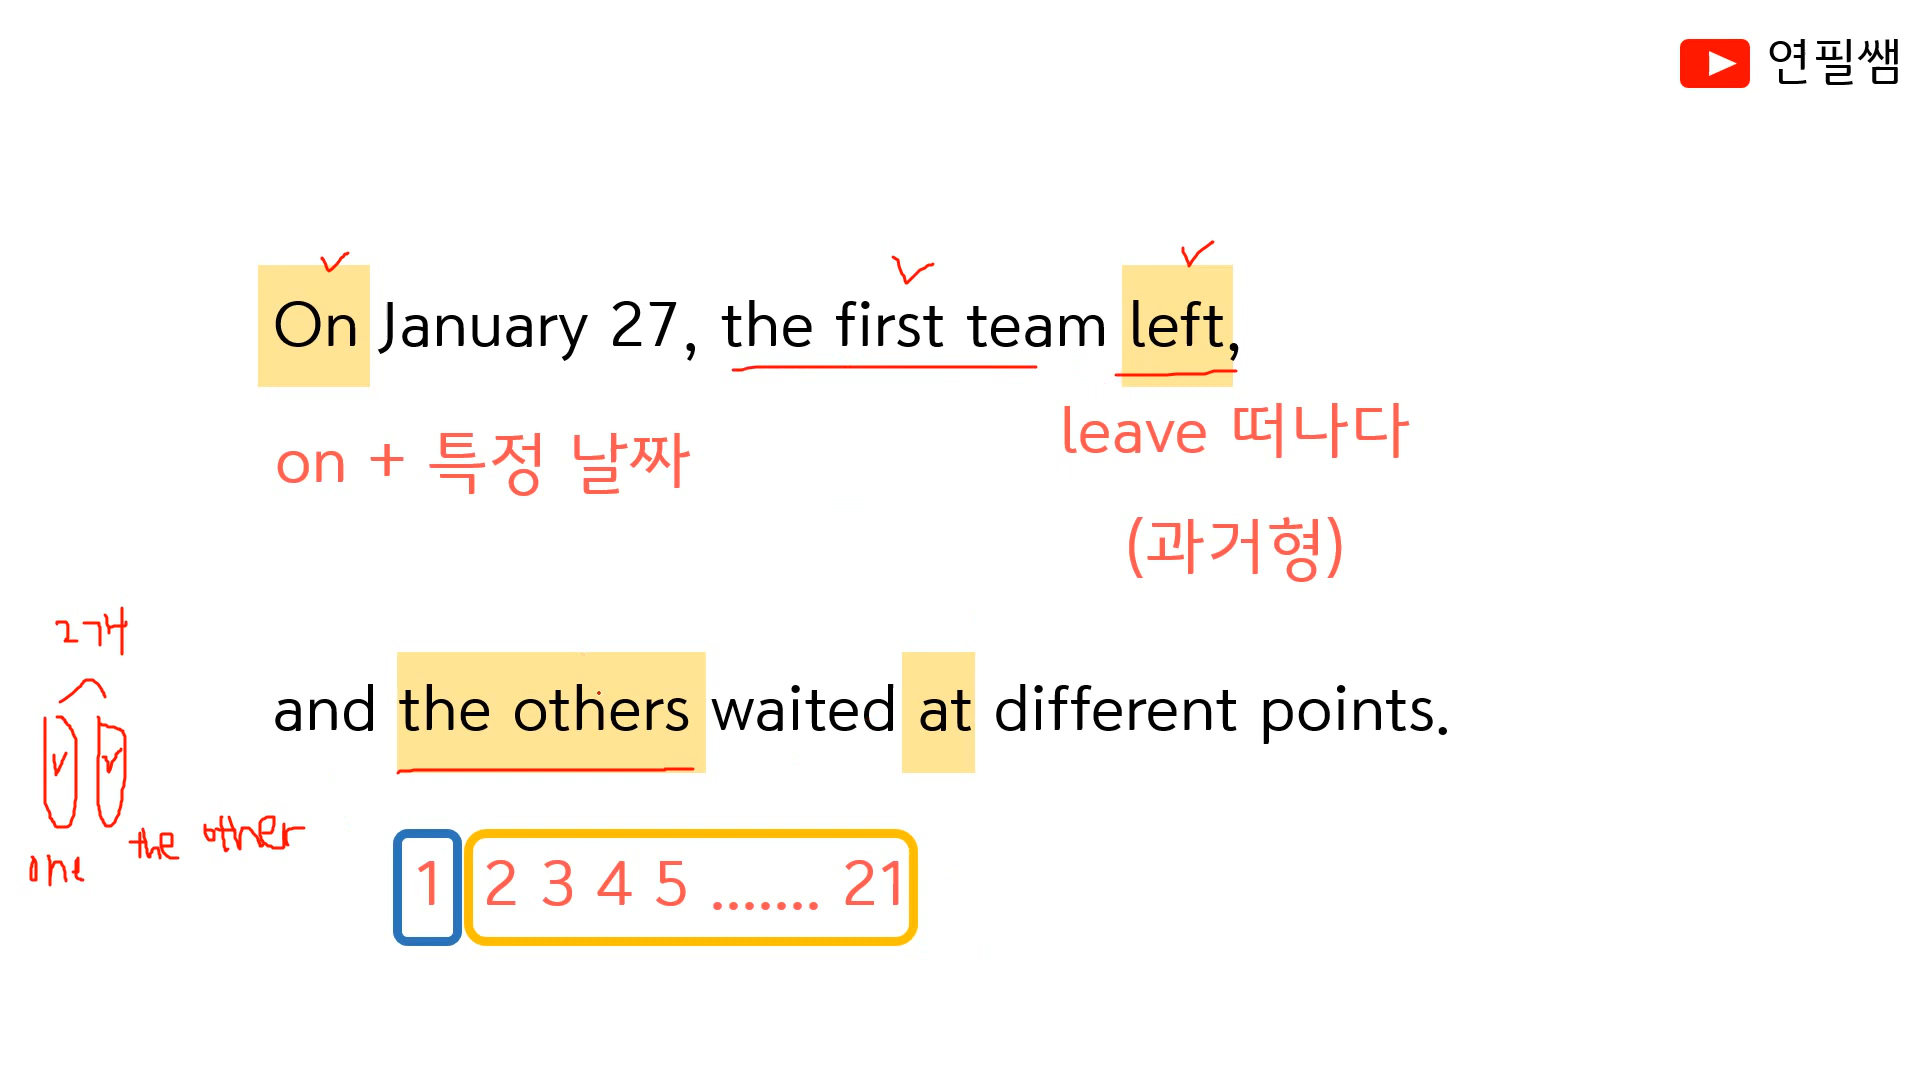 연필쌤
On January 27, the first team left,
on + 특정 날짜
leave 떠나다
(과거형)
2개
and the others waited at different points.
one
the other
1 2 3 4 5 ....... 21